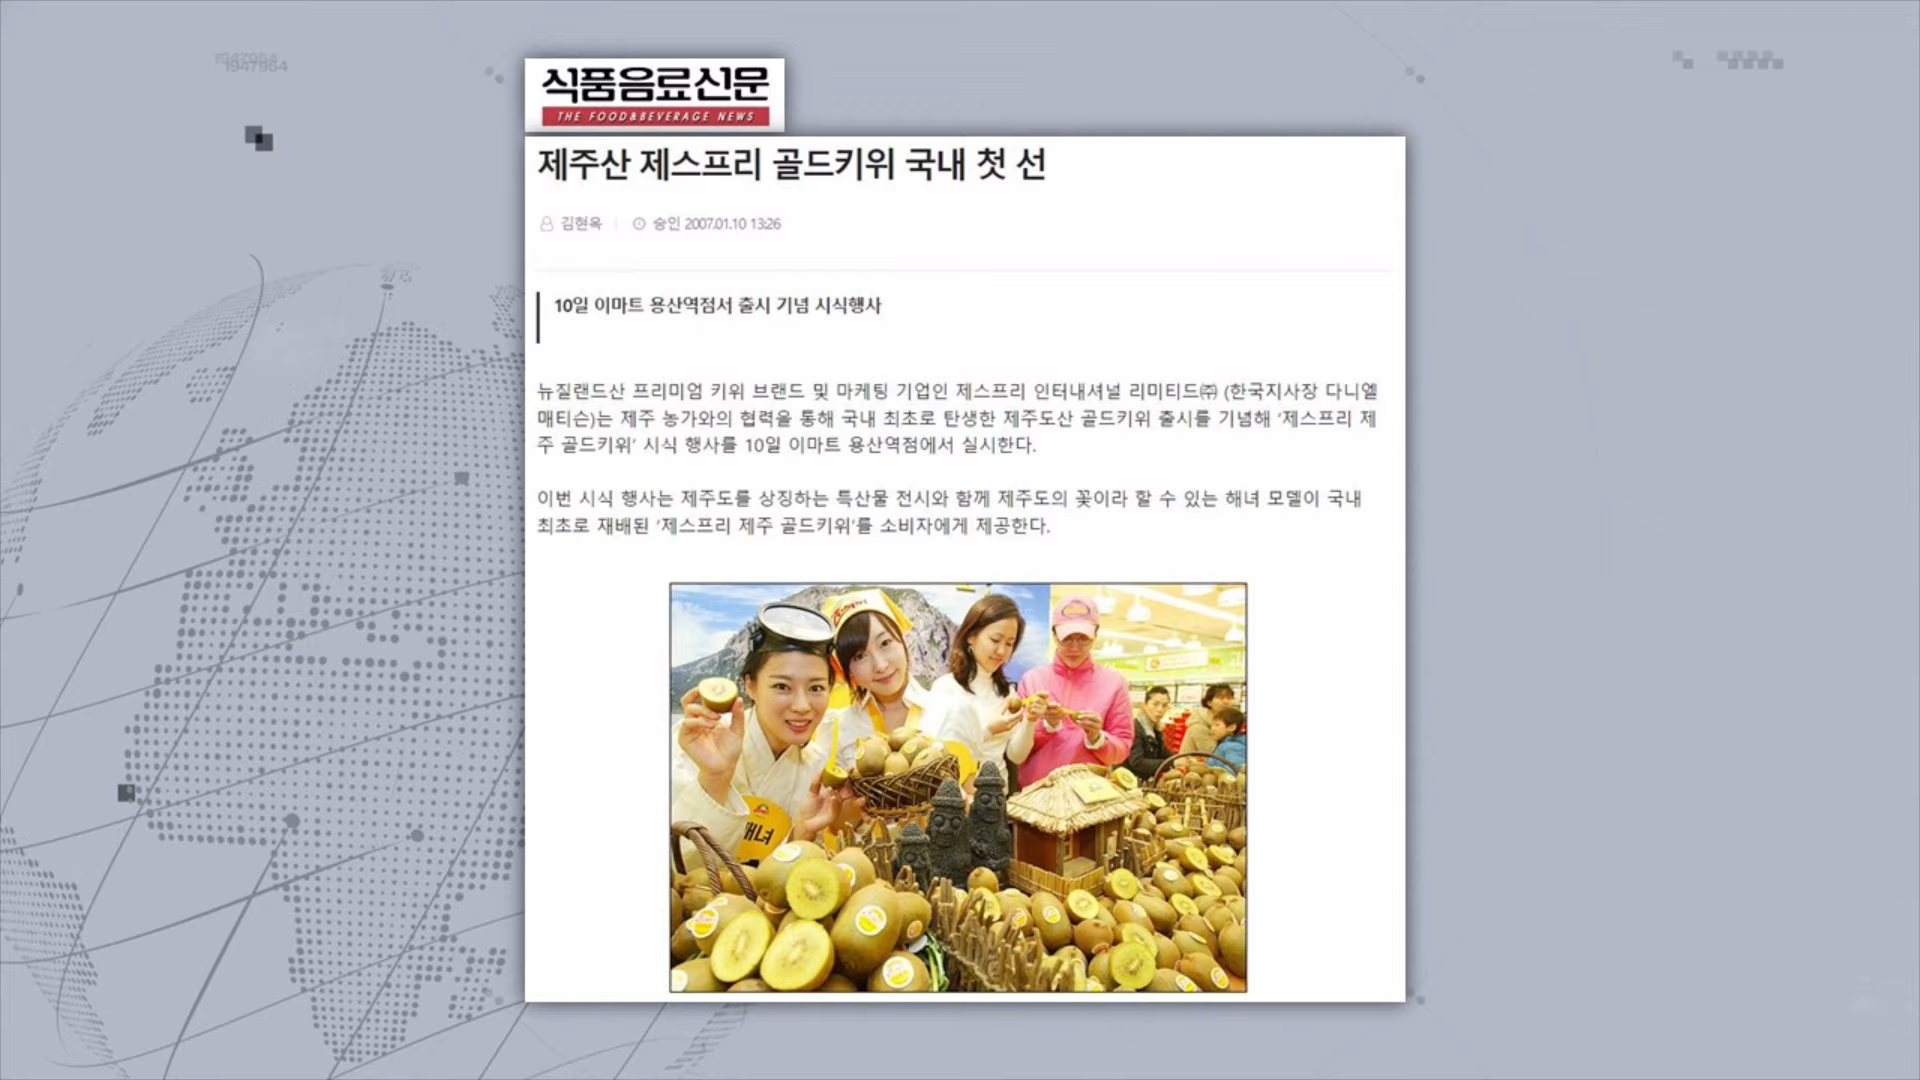 1947954
1947954
식품음료신문
THE FOOD&BEVERAGE NEWS
제주산 제스프리 골드키위 국내 첫 선
김현옥 승인 2007.01.10 13:26
10일 이마트 용산역점서 출시 기념 시식행사
뉴질랜드산 프리미엄 키위 브랜드 및 마케팅 기업인 제스프리 인터내셔널 리미티드㈜ (한국지사장 다니엘
매티슨)는 제주 농가와의 협력을 통해 국내 최초로 탄생한 제주도산 골드키위 출시를 기념해 ‘제스프리 제
주 골드키위’ 시식 행사를 10일 이마트 용산역점에서 실시한다.
이번 시식 행사는 제주도를 상징하는 특산물 전시와 함께 제주도의 꽃이라 할 수 있는 해녀 모델이 국내
최초로 재배된 ‘제스프리 제주 골드키위’를 소비자에게 제공한다.
해녀